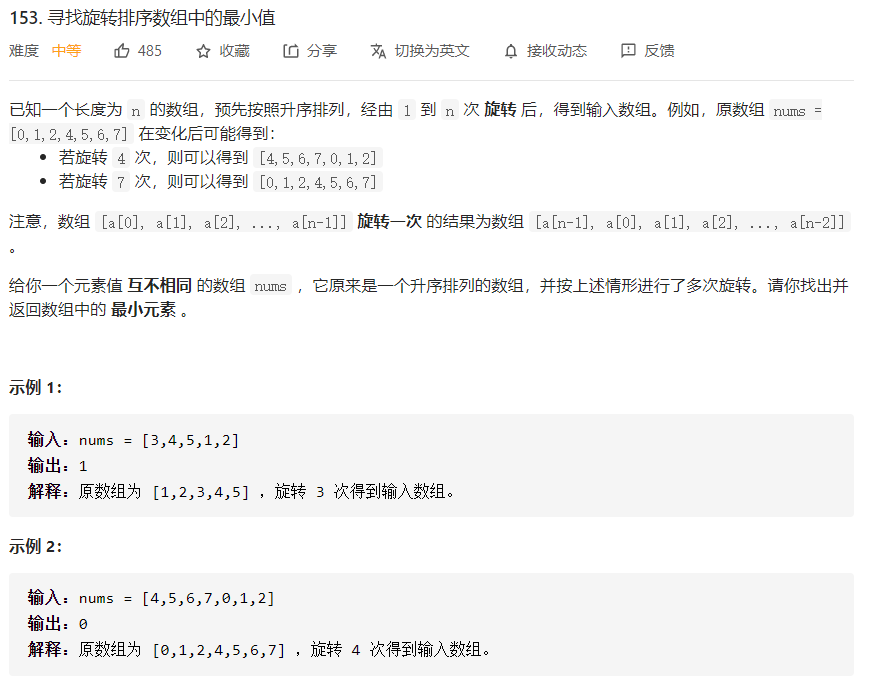 153. 寻找旋转排序数组中的最小值
难度 中等 485 收藏 分享 切换为英文 接收动态 反馈
已知一个长度为 n 的数组，预先按照升序排列，经由 1 到 n 次 旋转 后，得到输入数组。例如，原数组 nums =
[0,1,2,4,5,6,7] 在变化后可能得到：
• 若旋转 4 次，则可以得到 [4,5,6,7,0,1,2]
• 若旋转 7 次，则可以得到 [0,1,2,4,5,6,7]
注意，数组 [a[0], a[1], a[2], ..., a[n-1]] 旋转一次 的结果为数组 [a[n-1], a[0], a[1], a[2], ..., a[n-2]]
。
给你一个元素值 互不相同 的数组 nums ，它原来是一个升序排列的数组，并按上述情形进行了多次旋转。请你找出并
返回数组中的 最小元素 。
示例 1：
输入：nums = [3,4,5,1,2]
输出：1
解释：原数组为 [1,2,3,4,5] ，旋转 3 次得到输入数组。
示例 2：
输入：nums = [4,5,6,7,0,1,2]
输出：0
解释：原数组为 [0,1,2,4,5,6,7] ，旋转 4 次得到输入数组。